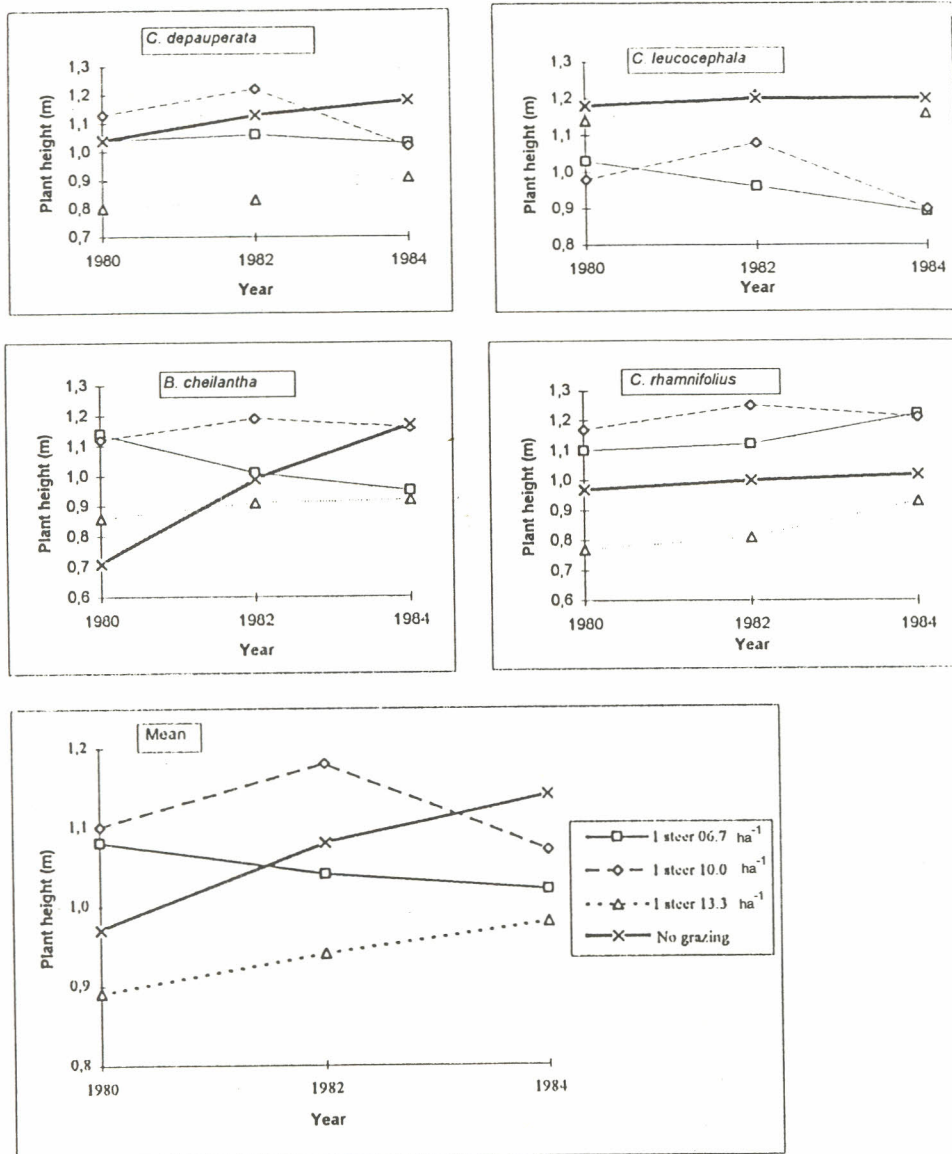 C. depauperata
1,3
1,2
1,1
1,0
0,9
0,8
0,7
Plant height (m)
1980 1982 1984
Year
C. leucocephala
1,3
1,2
1,1
1,0
0,9
0,8
Plant height (m)
1980 1982 1984
Year
B. cheilantha
1,3
1,2
1,1
1,0
0,9
0,8
0,7
0,6
Plant height (m)
1980 1982 1984
Year
C. rhamnifolius
1,3
1,2
1,1
1,0
0,9
0,8
0,7
0,6
Plant height (m)
1980 1982 1984
Year
Mean
1,2
1,1
1,0
0,9
0,8
Plant height (m)
1980 1982 1984
Year
1 steer 06.7 ha⁻¹
1 steer 10.0 ha⁻¹
1 steer 13.3 ha⁻¹
No grazing